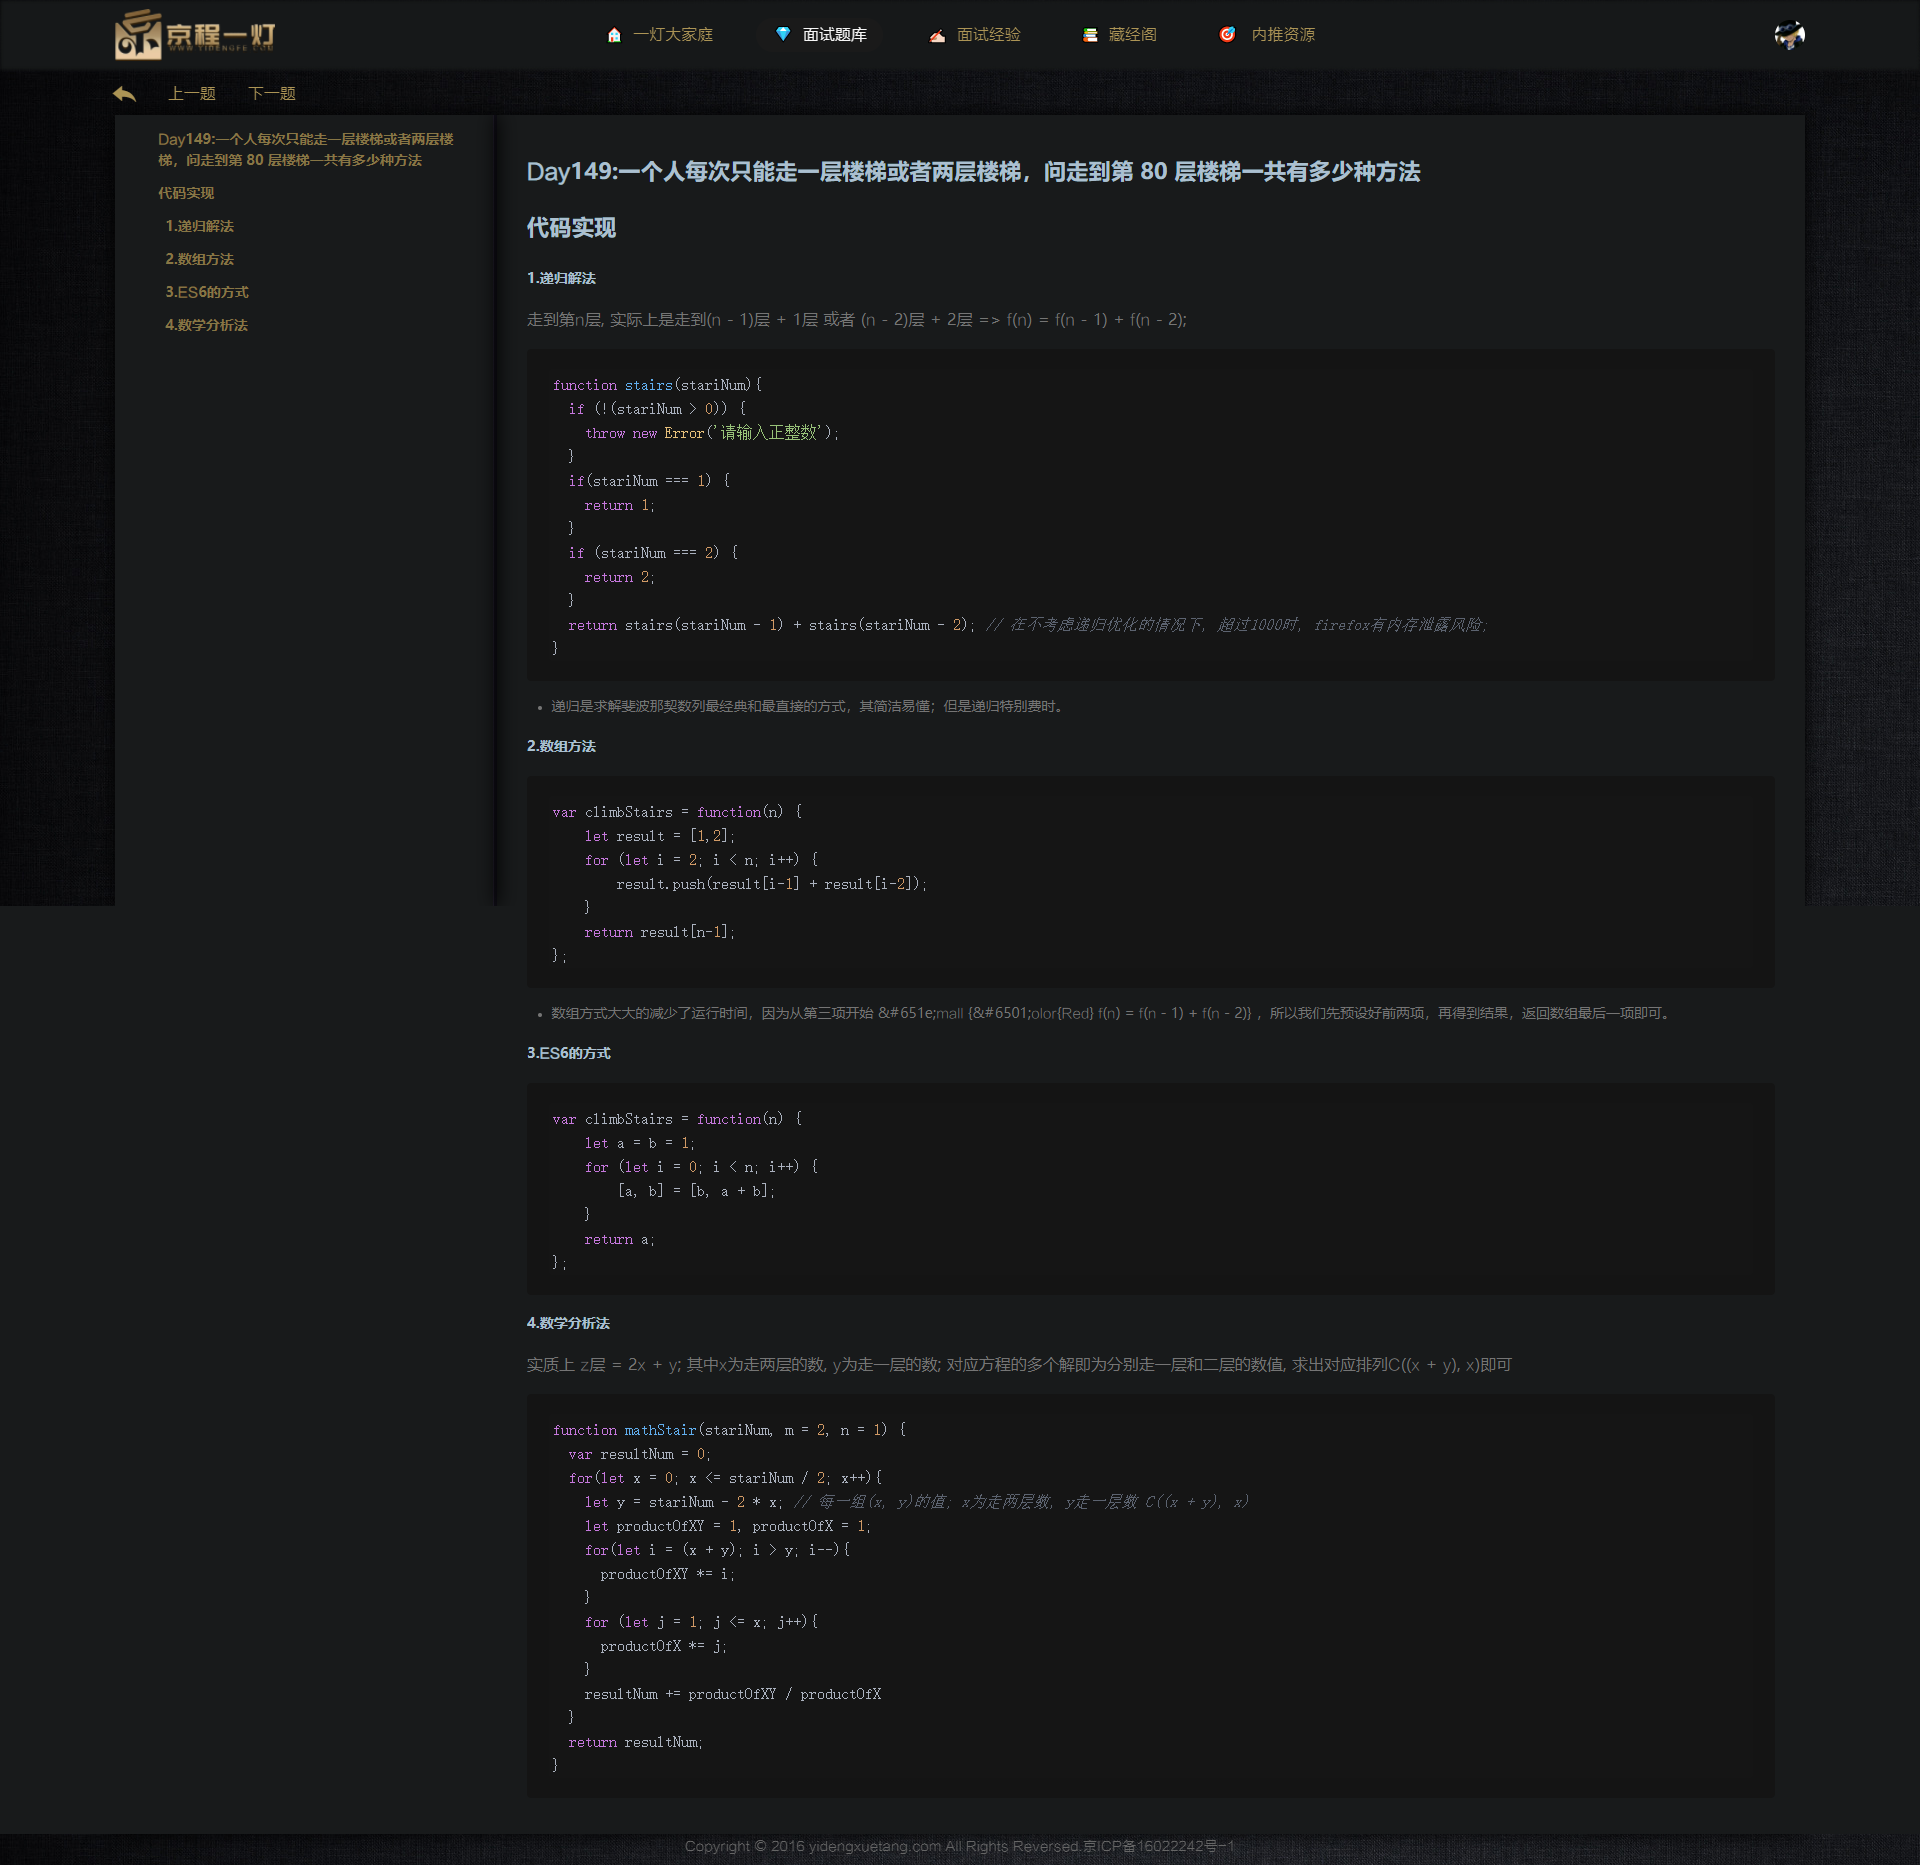 京程一灯
WWW.YIDENGFE.COM
一灯大家庭
面试题库
面试经验
藏经阁
内推资源
上一题
下一题
Day149:一个人每次只能走一层楼梯或者两层楼
梯，问走到第 80 层楼梯一共有多少种方法
代码实现
1.递归解法
2.数组方法
3.ES6的方式
4.数学分析法
Day149:一个人每次只能走一层楼梯或者两层楼梯，问走到第 80 层楼梯一共有多少种方法
代码实现
1.递归解法
走到第n层, 实际上是走到(n - 1)层 + 1层 或者 (n - 2)层 + 2层 => f(n) = f(n - 1) + f(n - 2);
function stairs(stariNum){
  if (!(stariNum > 0)) {
    throw new Error('请输入正整数');
  }
  if(stariNum === 1) {
    return 1;
  }
  if (stariNum === 2) {
    return 2;
  }
  return stairs(stariNum - 1) + stairs(stariNum - 2); // 在不考虑递归优化的情况下, 超过1000时, firefox有内存泄露风险;
}
• 递归是求解斐波那契数列最经典和最直接的方式，其简洁易懂；但是递归特别费时。
2.数组方法
var climbStairs = function(n) {
    let result = [1,2];
    for (let i = 2; i < n; i++) {
        result.push(result[i-1] + result[i-2]);
    }
    return result[n-1];
};
• 数组方式大大的减少了运行时间，因为从第三项开始 &#651e;mall {&#6501;olor{Red} f(n) = f(n - 1) + f(n - 2)} ，所以我们先预设好前两项，再得到结果，返回数组最后一项即可。
3.ES6的方式
var climbStairs = function(n) {
    let a = b = 1;
    for (let i = 0; i < n; i++) {
        [a, b] = [b, a + b];
    }
    return a;
};
4.数学分析法
实质上 z层 = 2x + y; 其中x为走两层的数, y为走一层的数; 对应方程的多个解即为分别走一层和二层的数值, 求出对应排列C((x + y), x)即可
function mathStair(stariNum, m = 2, n = 1) {
  var resultNum = 0;
  for(let x = 0; x <= stariNum / 2; x++){
    let y = stariNum - 2 * x; // 每一组(x, y)的值; x为走两层数, y走一层数 C((x + y), x)
    let productOfXY = 1, productOfX = 1;
    for(let i = (x + y); i > y; i--){
      productOfXY *= i;
    }
    for (let j = 1; j <= x; j++){
      productOfX *= j;
    }
    resultNum += productOfXY / productOfX
  }
  return resultNum;
}
Copyright © 2016 yidengxuetang.com All Rights Reversed.京ICP备16022242号-1